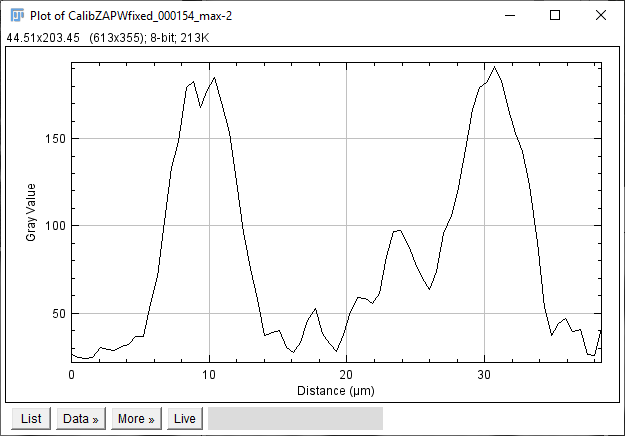 Plot of CalibZAPWfixed_000154_max-2
44.51x203.45 (613x355); 8-bit; 213K
150
100
50
Gray Value
0 10 20 30
Distance (µm)
List Data » More » Live